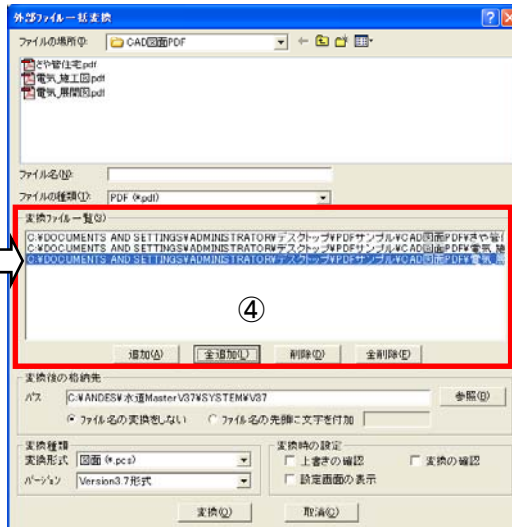 外部ファイル一括変換
ファイルの場所(I): CAD図面PDF
さや管住宅.pdf
電気_施工図.pdf
電気_展開図.pdf
ファイル名(N):
ファイルの種類(T): PDF (*.pdf)
変換ファイル一覧(S)
C:¥DOCUMENTS AND SETTINGS¥ADMINISTRATOR¥デスクトップ¥PDFサンプル¥CAD図面PDF¥さや管
C:¥DOCUMENTS AND SETTINGS¥ADMINISTRATOR¥デスクトップ¥PDFサンプル¥CAD図面PDF¥電気_施
C:¥DOCUMENTS AND SETTINGS¥ADMINISTRATOR¥デスクトップ¥PDFサンプル¥CAD図面PDF¥電気_展
④
追加(A) 全追加(L) 削除(D) 全削除(E)
変換後の格納先
パス C:¥ANDES¥水道MasterV37¥SYSTEM¥V37 参照(B)
ファイル名の変換をしない ファイル名の先頭に文字を付加
変換種類 変換時の設定
変換形式 図面 (*.pcs) 上書きの確認 変換の確認
バージョン Version3.7形式 設定画面の表示
変換(O) 取消(C)